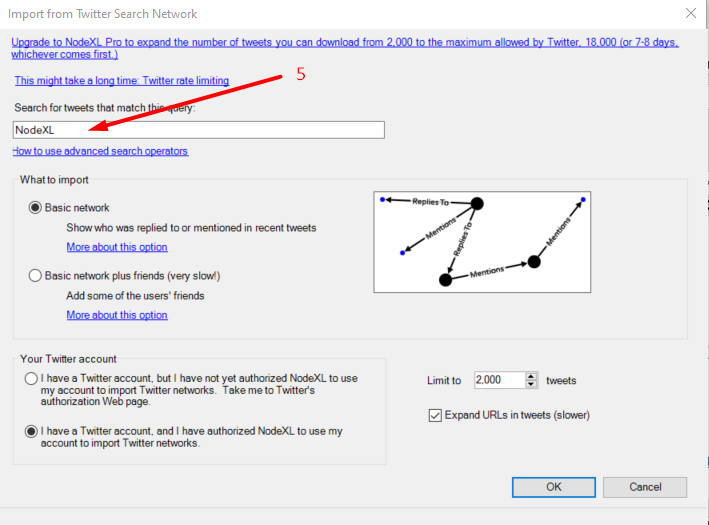 Import from Twitter Search Network
Upgrade to NodeXL Pro to expand the number of tweets you can download from 2,000 to the maximum allowed by Twitter, 18,000 (or 7-8 days,
whichever comes first.)
This might take a long time: Twitter rate limiting
5
Search for tweets that match this query:
NodeXL
How to use advanced search operators
What to import
Basic network
Show who was replied to or mentioned in recent tweets
More about this option
Basic network plus friends (very slow!)
Add some of the users' friends
More about this option
Replies To
Mentions
Replies To
Mentions
Mentions
Your Twitter account
I have a Twitter account, but I have not yet authorized NodeXL to use
my account to import Twitter networks. Take me to Twitter's
authorization Web page.
I have a Twitter account, and I have authorized NodeXL to use my
account to import Twitter networks.
Limit to 2,000 tweets
Expand URLs in tweets (slower)
OK Cancel